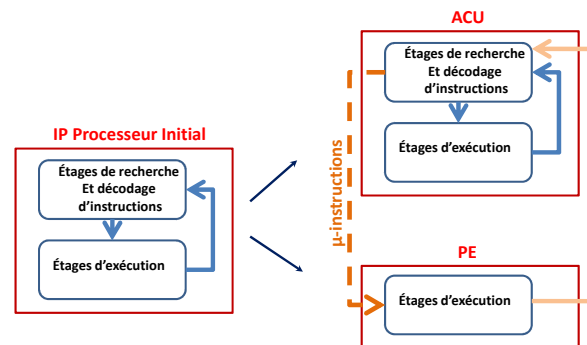 ACU
Étages de recherche
Et décodage
d'instructions
Étages d'exécution
IP Processeur Initial
Étages de recherche
Et décodage
d'instructions
Étages d'exécution
μ-instructions
PE
Étages d'exécution